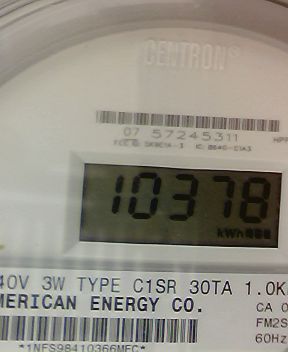 CENTRON®
07 57245311
10378
kWh
40V 3W TYPE C1SR 30TA 1.0K
MERICAN ENERGY CO.
CA 0
FM2S
60Hz
*1NFS98410366MFC*